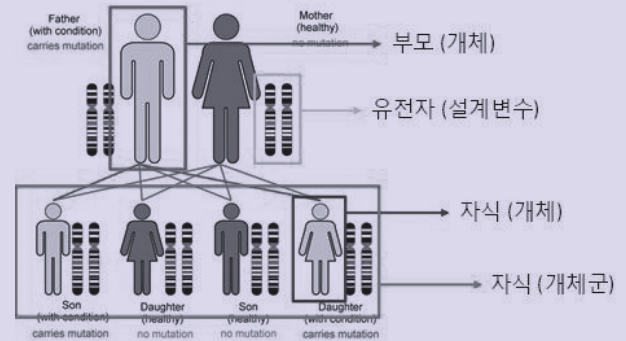 Father
(with condition)
carries mutation
Mother
(healthy)
no mutation
부모 (개체)
유전자 (설계변수)
자식 (개체)
자식 (개체군)
Son
(with condition)
carries mutation
Daughter
(healthy)
no mutation
Son
(healthy)
no mutation
Daughter
(with condition)
carries mutation